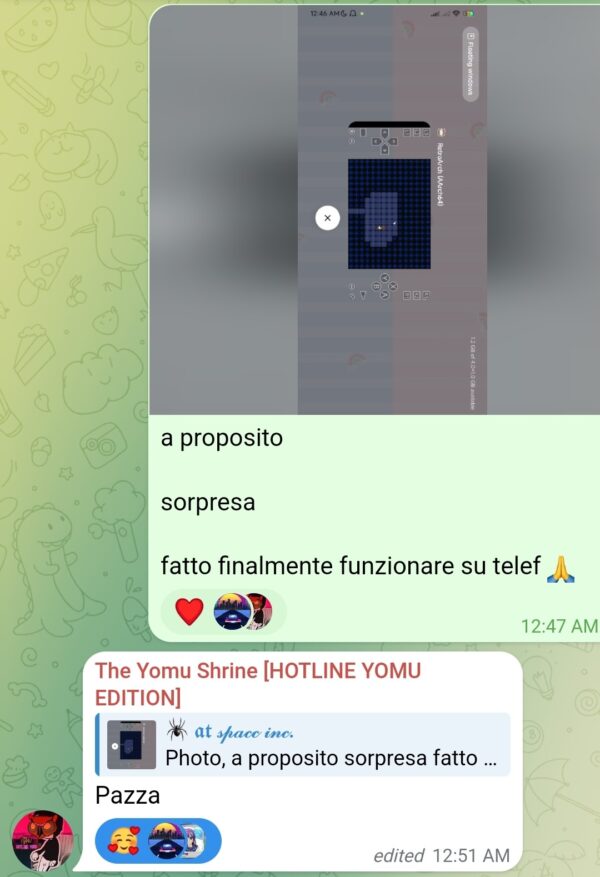 12:46 AM
Floating windows
RetroArch (AArch64)
a proposito
sorpresa
fatto finalmente funzionare su telef 🙏
12:47 AM
The Yomu Shrine [HOTLINE YOMU
EDITION]
🕷 𝖆𝖙 𝓼𝓹𝓪𝓬𝓮 𝓲𝓷𝓬.
Photo, a proposito sorpresa fatto ...
Pazza
edited 12:51 AM